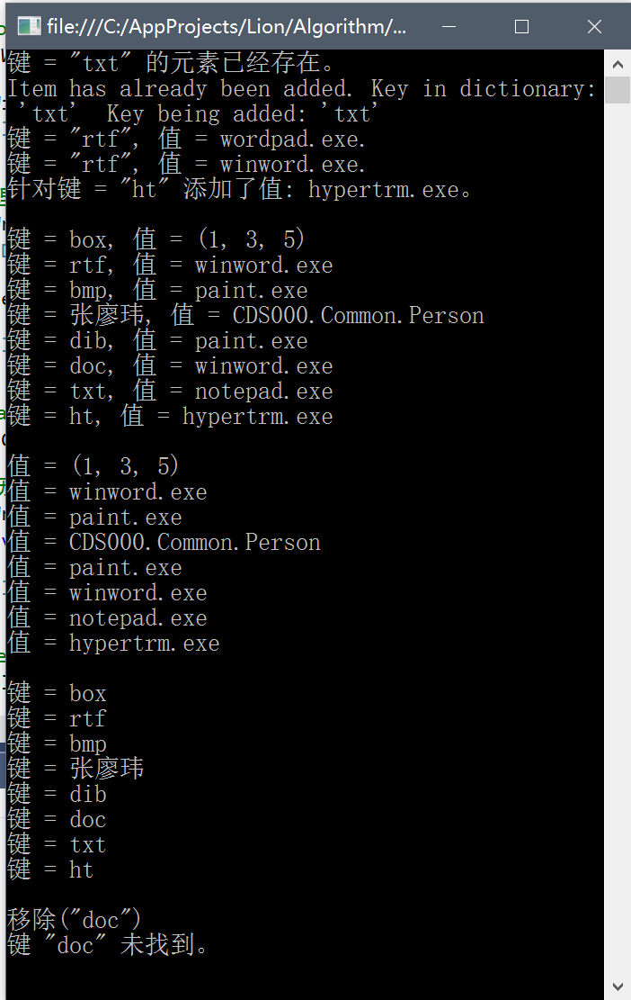 file:///C:/AppProjects/Lion/Algorithm/...
键 = "txt" 的元素已经存在。
Item has already been added. Key in dictionary:
'txt'  Key being added: 'txt'
键 = "rtf", 值 = wordpad.exe.
键 = "rtf", 值 = winword.exe.
针对键 = "ht" 添加了值: hypertrm.exe。
键 = box, 值 = (1, 3, 5)
键 = rtf, 值 = winword.exe
键 = bmp, 值 = paint.exe
键 = 张廖玮, 值 = CDS000.Common.Person
键 = dib, 值 = paint.exe
键 = doc, 值 = winword.exe
键 = txt, 值 = notepad.exe
键 = ht, 值 = hypertrm.exe
值 = (1, 3, 5)
值 = winword.exe
值 = paint.exe
值 = CDS000.Common.Person
值 = paint.exe
值 = winword.exe
值 = notepad.exe
值 = hypertrm.exe
键 = box
键 = rtf
键 = bmp
键 = 张廖玮
键 = dib
键 = doc
键 = txt
键 = ht
移除("doc")
键 "doc" 未找到。